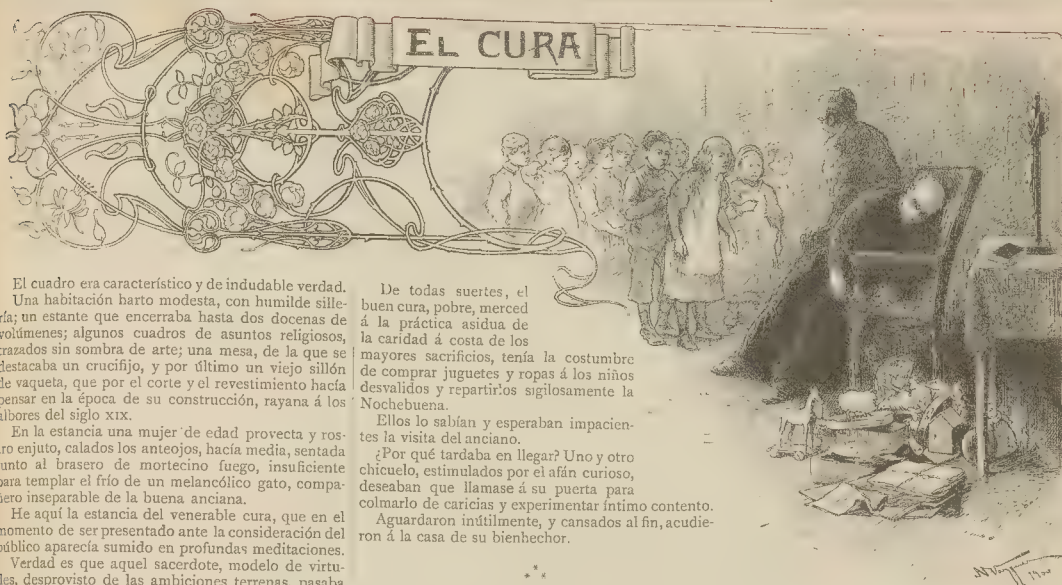 EL CURA
El cuadro era característico y de indudable verdad.
Una habitación harto modesta, con humilde sille-
ría; un estante que encerraba hasta dos docenas de
volúmenes; algunos cuadros de asuntos religiosos,
trazados sin sombra de arte; una mesa, de la que se
destacaba un crucifijo, y por último un viejo sillón
de vaqueta, que por el corte y el revestimiento hacía
pensar en la época de su construcción, rayana á los
albores del siglo XIX.
En la estancia una mujer de edad provecta y ros-
tro enjuto, calados los anteojos, hacía media, sentada
junto al brasero de mortecino fuego, insuficiente
para templar el frío de un melancólico gato, compa-
ñero inseparable de la buena anciana.
He aquí la estancia del venerable cura, que en el
momento de ser presentado ante la consideración del
público aparecía sumido en profundas meditaciones.
Verdad es que aquel sacerdote, modelo de virtu-
des, desprovisto de las ambiciones terrenas, pasaba
De todas suertes, el
buen cura, pobre, merced
á la práctica asidua de
la caridad á costa de los
mayores sacrificios, tenía la costumbre
de comprar juguetes y ropas á los niños
desvalidos y repartirlos sigilosamente la
Nochebuena.
Ellos lo sabían y esperaban impacien-
tes la visita del anciano.
¿Por qué tardaba en llegar? Uno y otro
chicuelo, estimulados por el afán curioso,
deseaban que llamase á su puerta para
colmarlo de caricias y experimentar íntimo contento.
Aguardaron inútilmente, y cansados al fin, acudie-
ron á la casa de su bienhechor.